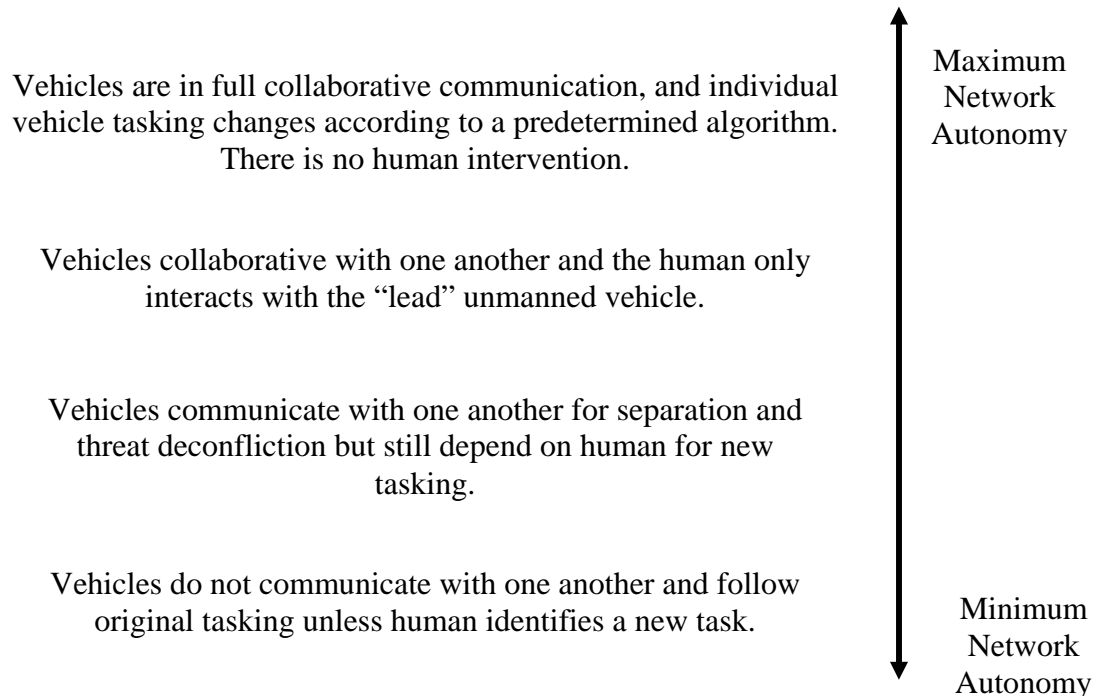 Vehicles are in full collaborative communication, and individual
vehicle tasking changes according to a predetermined algorithm.
There is no human intervention.
Maximum
Network
Autonomy
Vehicles collaborative with one another and the human only
interacts with the “lead” unmanned vehicle.
Vehicles communicate with one another for separation and
threat deconfliction but still depend on human for new
tasking.
Vehicles do not communicate with one another and follow
original tasking unless human identifies a new task.
Minimum
Network
Autonomy